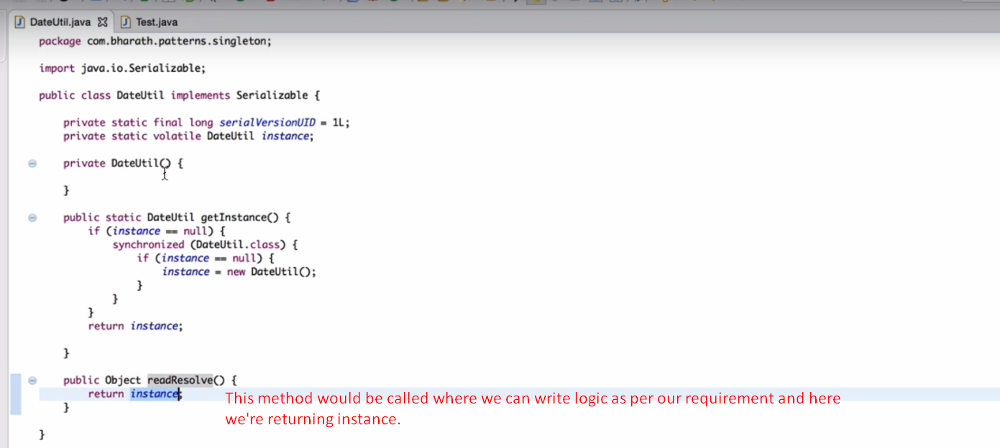 DateUtil.java
Test.java
package com.bharath.patterns.singleton;
import java.io.Serializable;
public class DateUtil implements Serializable {
private static final long serialVersionUID = 1L;
private static volatile DateUtil instance;
private DateUtil() {
}
public static DateUtil getInstance() {
if (instance == null) {
synchronized (DateUtil.class) {
if (instance == null) {
instance = new DateUtil();
}
}
}
return instance;
}
public Object readResolve() {
return instance;
}
This method would be called where we can write logic as per our requirement and here
we're returning instance.
}